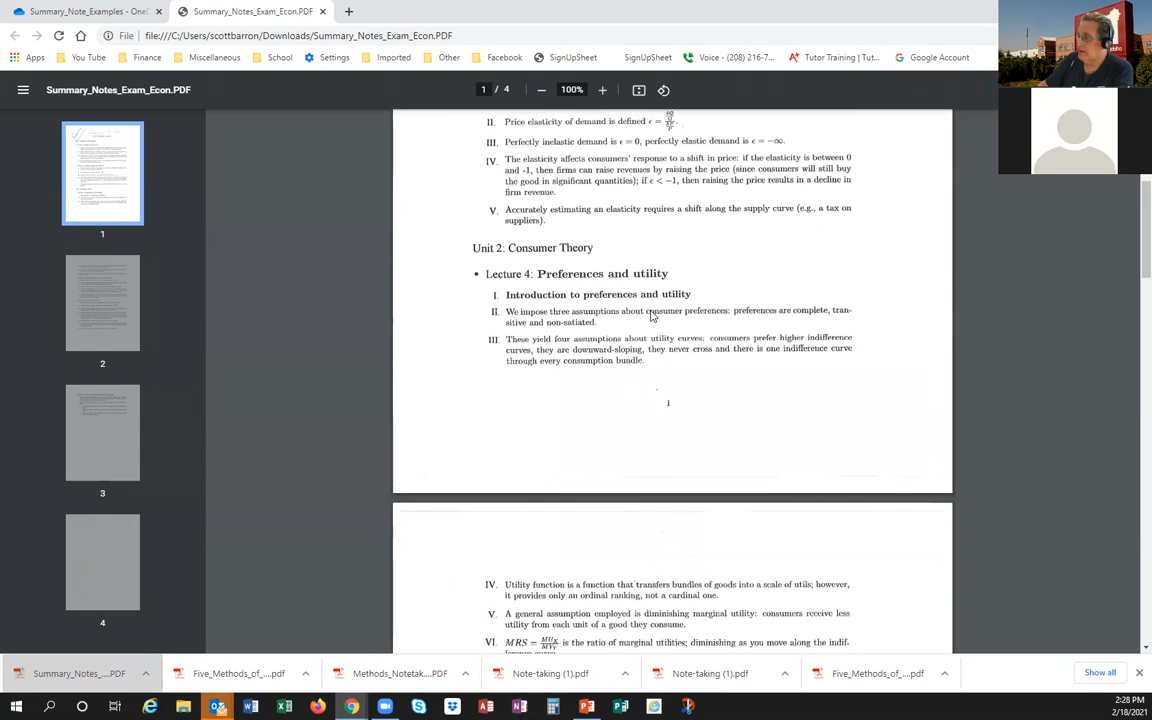 Summary_Note_Examples - OneD
Summary_Notes_Exam_Econ.PDF
File
file:///C:/Users/scottbarron/Downloads/Summary_Notes_Exam_Econ.PDF
Apps You Tube Finance Miscellaneous School Settings Imported Other Facebook SignUpSheet SignUpSheet Voice - (208) 216-7... Tutor Training | Tut... Google Account
Summary_Notes_Exam_Econ.PDF
1 / 4
100%
II. Price elasticity of demand is defined ϵ =
III. Perfectly inelastic demand is ϵ = 0, perfectly elastic demand is ϵ = −∞.
IV. The elasticity affects consumers' response to a shift in price: if the elasticity is between 0
and -1, then firms can raise revenues by raising the price (since consumers will still buy
the good in significant quantities); if ϵ < −1, then raising the price results in a decline in
firm revenue.
V. Accurately estimating an elasticity requires a shift along the supply curve (e.g., a tax on
suppliers).
Unit 2: Consumer Theory
• Lecture 4: Preferences and utility
I. Introduction to preferences and utility
II. We impose three assumptions about consumer preferences: preferences are complete, tran-
sitive and non-satiated.
III. These yield four assumptions about utility curves: consumers prefer higher indifference
curves, they are downward-sloping, they never cross and there is one indifference curve
through every consumption bundle.
1
IV. Utility function is a function that transfers bundles of goods into a scale of utils; however,
it provides only an ordinal ranking, not a cardinal one.
V. A general assumption employed is diminishing marginal utility: consumers receive less
utility from each unit of a good they consume.
VI. MRS = is the ratio of marginal utilities; diminishing as you move along the indif-
1
2
3
4
Summary_Notes_....PDF
Five_Methods_of_....pdf
Methods_Notetak....PDF
Note-taking (1).pdf
Note-taking (1).pdf
Five_Methods_of_....pdf
Show all
2:28 PM
2/18/2021